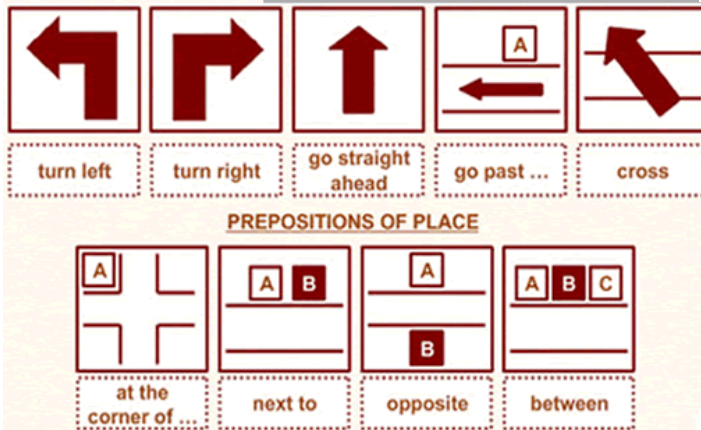 A
turn left
turn right
go straight
ahead
go past ...
cross
PREPOSITIONS OF PLACE
A
A B
A
B
A B C
at the
corner of ...
next to
opposite
between